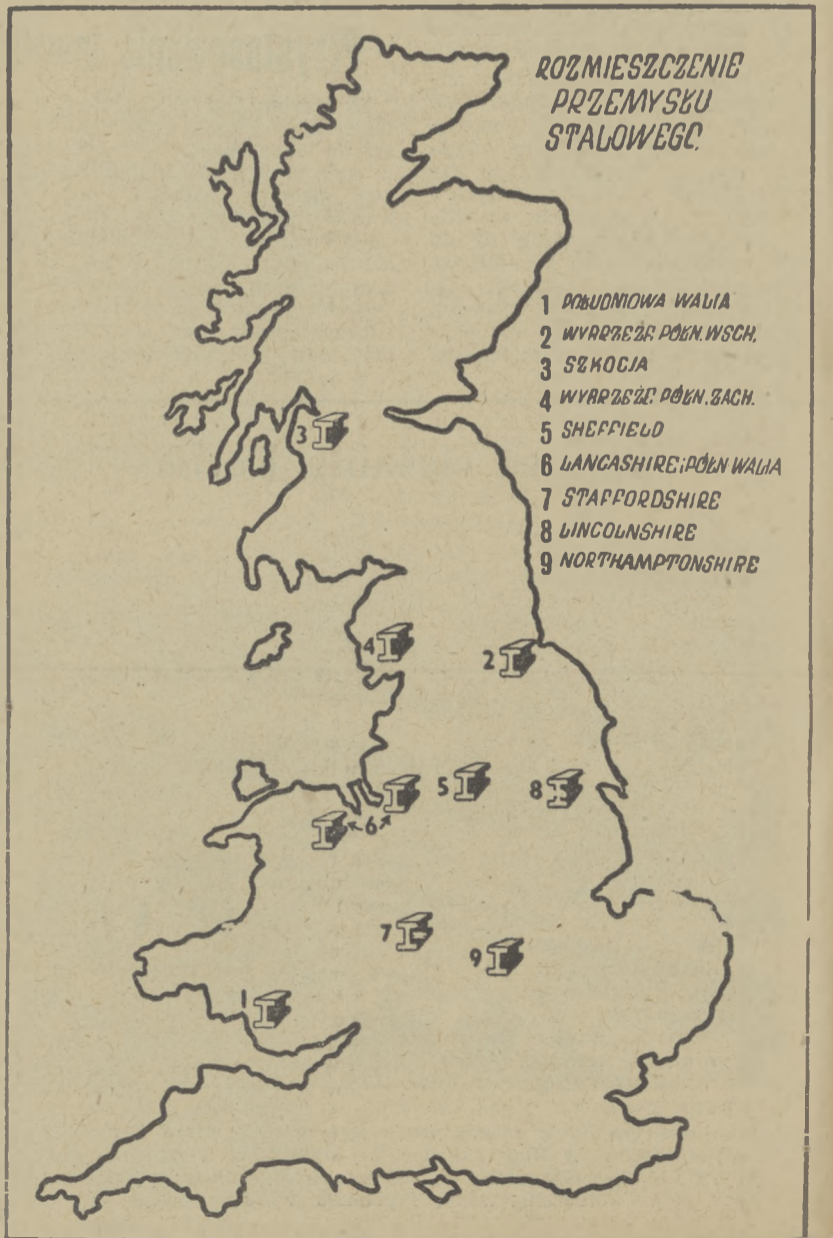 ROZMIESZCZENIE
PRZEMYSŁU
STALOWEGO.
1 POŁUDNIOWA WALIA
2 WYBRZEŻE PÓŁN. WSCH.
3 SZKOCJA
4 WYBRZEŻE PÓŁN. ZACH.
5 SHEFFIELD
6 LANCASHIRE i PÓŁN WALIA
7 STAFFORDSHIRE
8 LINCOLNSHIRE
9 NORTHAMPTONSHIRE
3
4
2
5
8
6
7
9
1